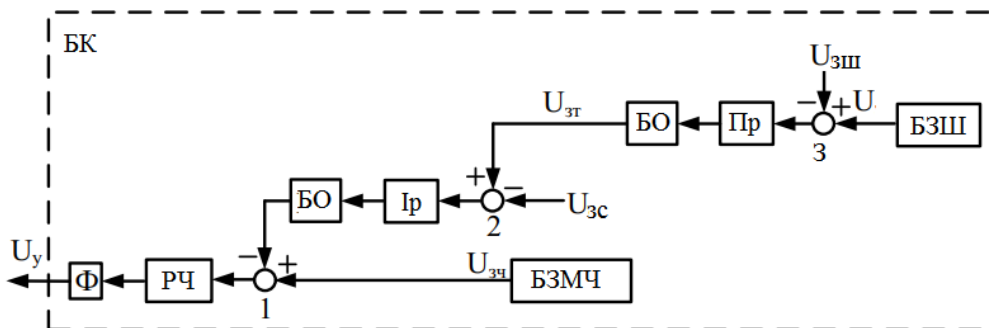 БК
Uзш
Uзт
БО
Пр
−
+
U
БЗШ
3
БО
Iр
+
−
2
Uзс
Uу
Ф
РЧ
−
+
1
Uзч
БЗМЧ